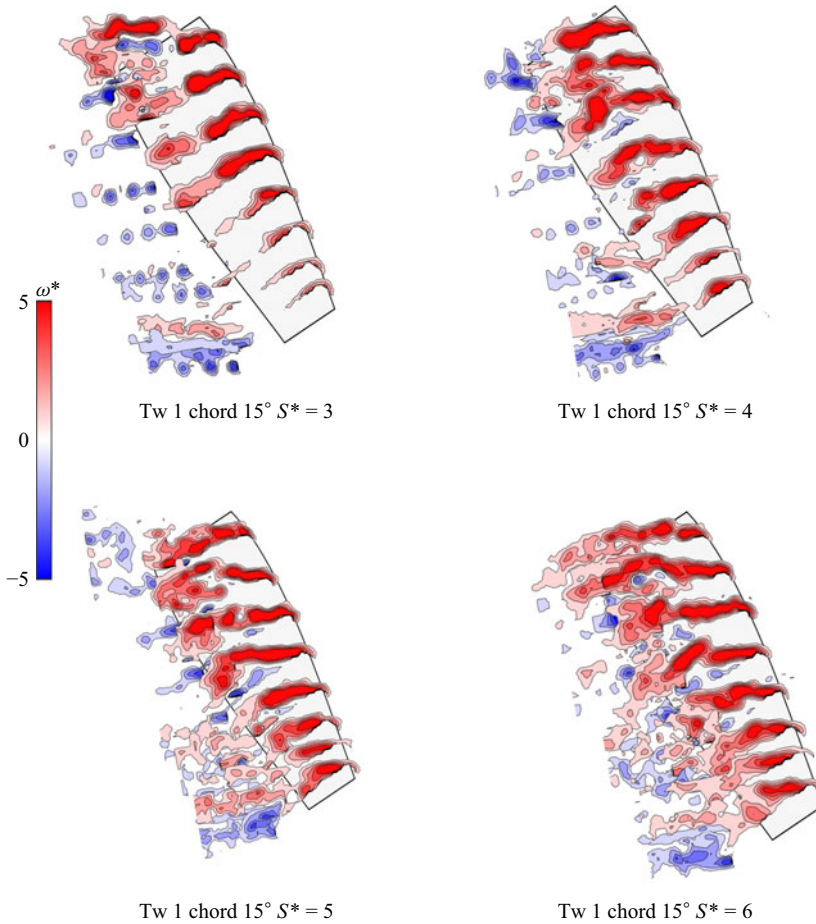 Tw 1 chord 15° S* = 3
Tw 1 chord 15° S* = 4
ω*
5
0
−5
Tw 1 chord 15° S* = 5
Tw 1 chord 15° S* = 6